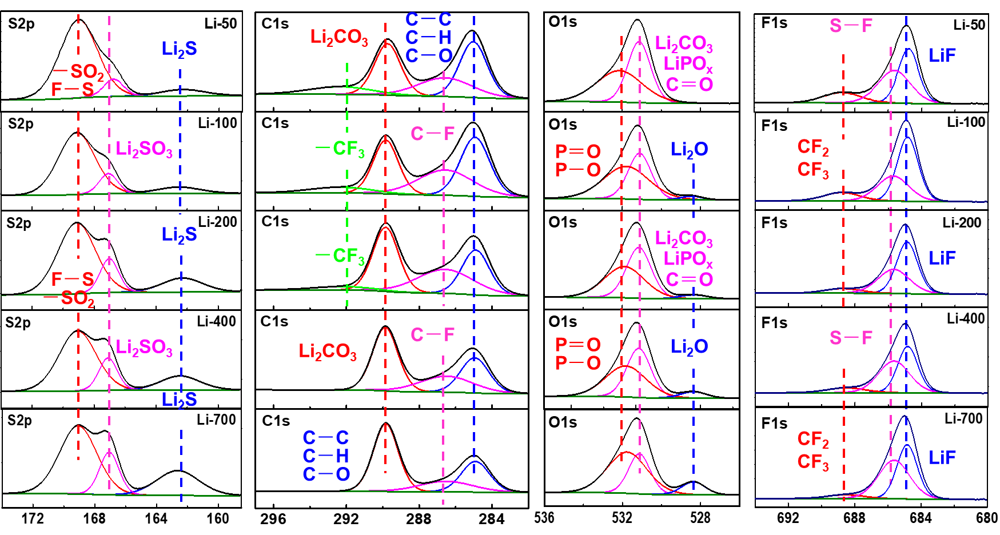 S2p
Li-50
Li₂S
—SO₂
F—S
S2p
Li-100
Li₂SO₃
S2p
Li-200
Li₂S
F—S
—SO₂
S2p
Li-400
Li₂SO₃
Li₂S
S2p
Li-700
172 168 164 160
C1s
Li₂CO₃
C—C
C—H
C—O
C1s
—CF₃
C—F
C1s
—CF₃
C1s
Li₂CO₃
C—F
C1s
C—C
C—H
C—O
296 292 288 284
O1s
Li₂CO₃
LiPOₓ
C=O
O1s
P=O
P—O
Li₂O
O1s
Li₂CO₃
LiPOₓ
C=O
O1s
P=O
P—O
Li₂O
O1s
536 532 528
F1s
S—F
Li-50
LiF
F1s
Li-100
CF₂
CF₃
F1s
Li-200
LiF
F1s
Li-400
S—F
F1s
Li-700
CF₂
CF₃
LiF
692 688 684 680